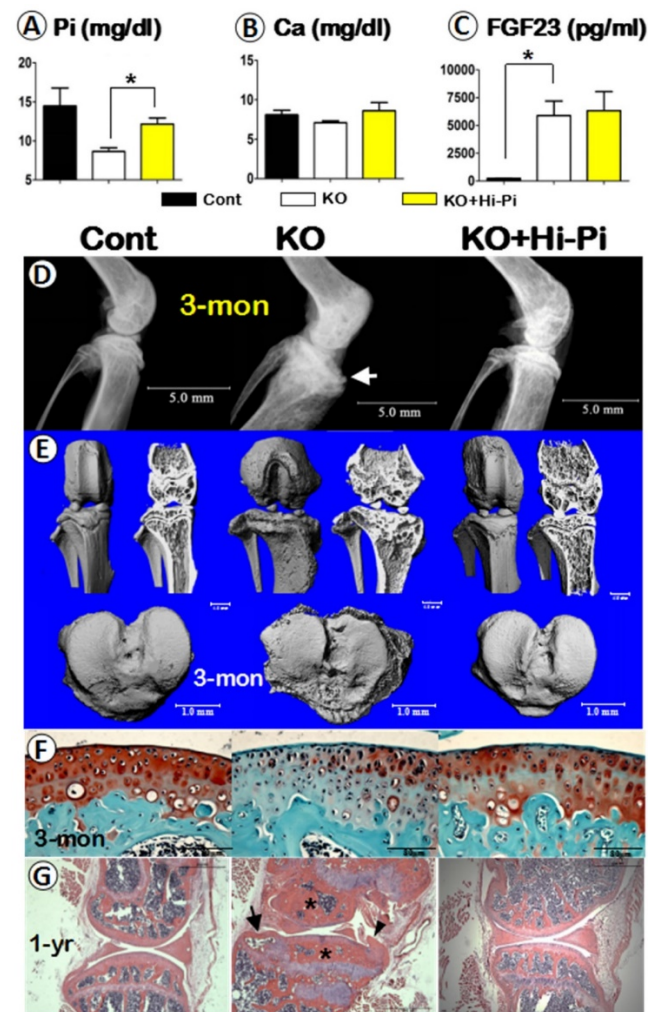 A Pi (mg/dl)
B Ca (mg/dl)
C FGF23 (pg/ml)
20
15
10
5
*
15
10
5
0
10000
7500
5000
2500
0
*
Cont
KO
KO+Hi-Pi
Cont
KO
KO+Hi-Pi
D
3-mon
5.0 mm
5.0 mm
5.0 mm
E
3-mon
1.0 mm
1.0 mm
1.0 mm
F
3-mon
G
1-yr
*
*